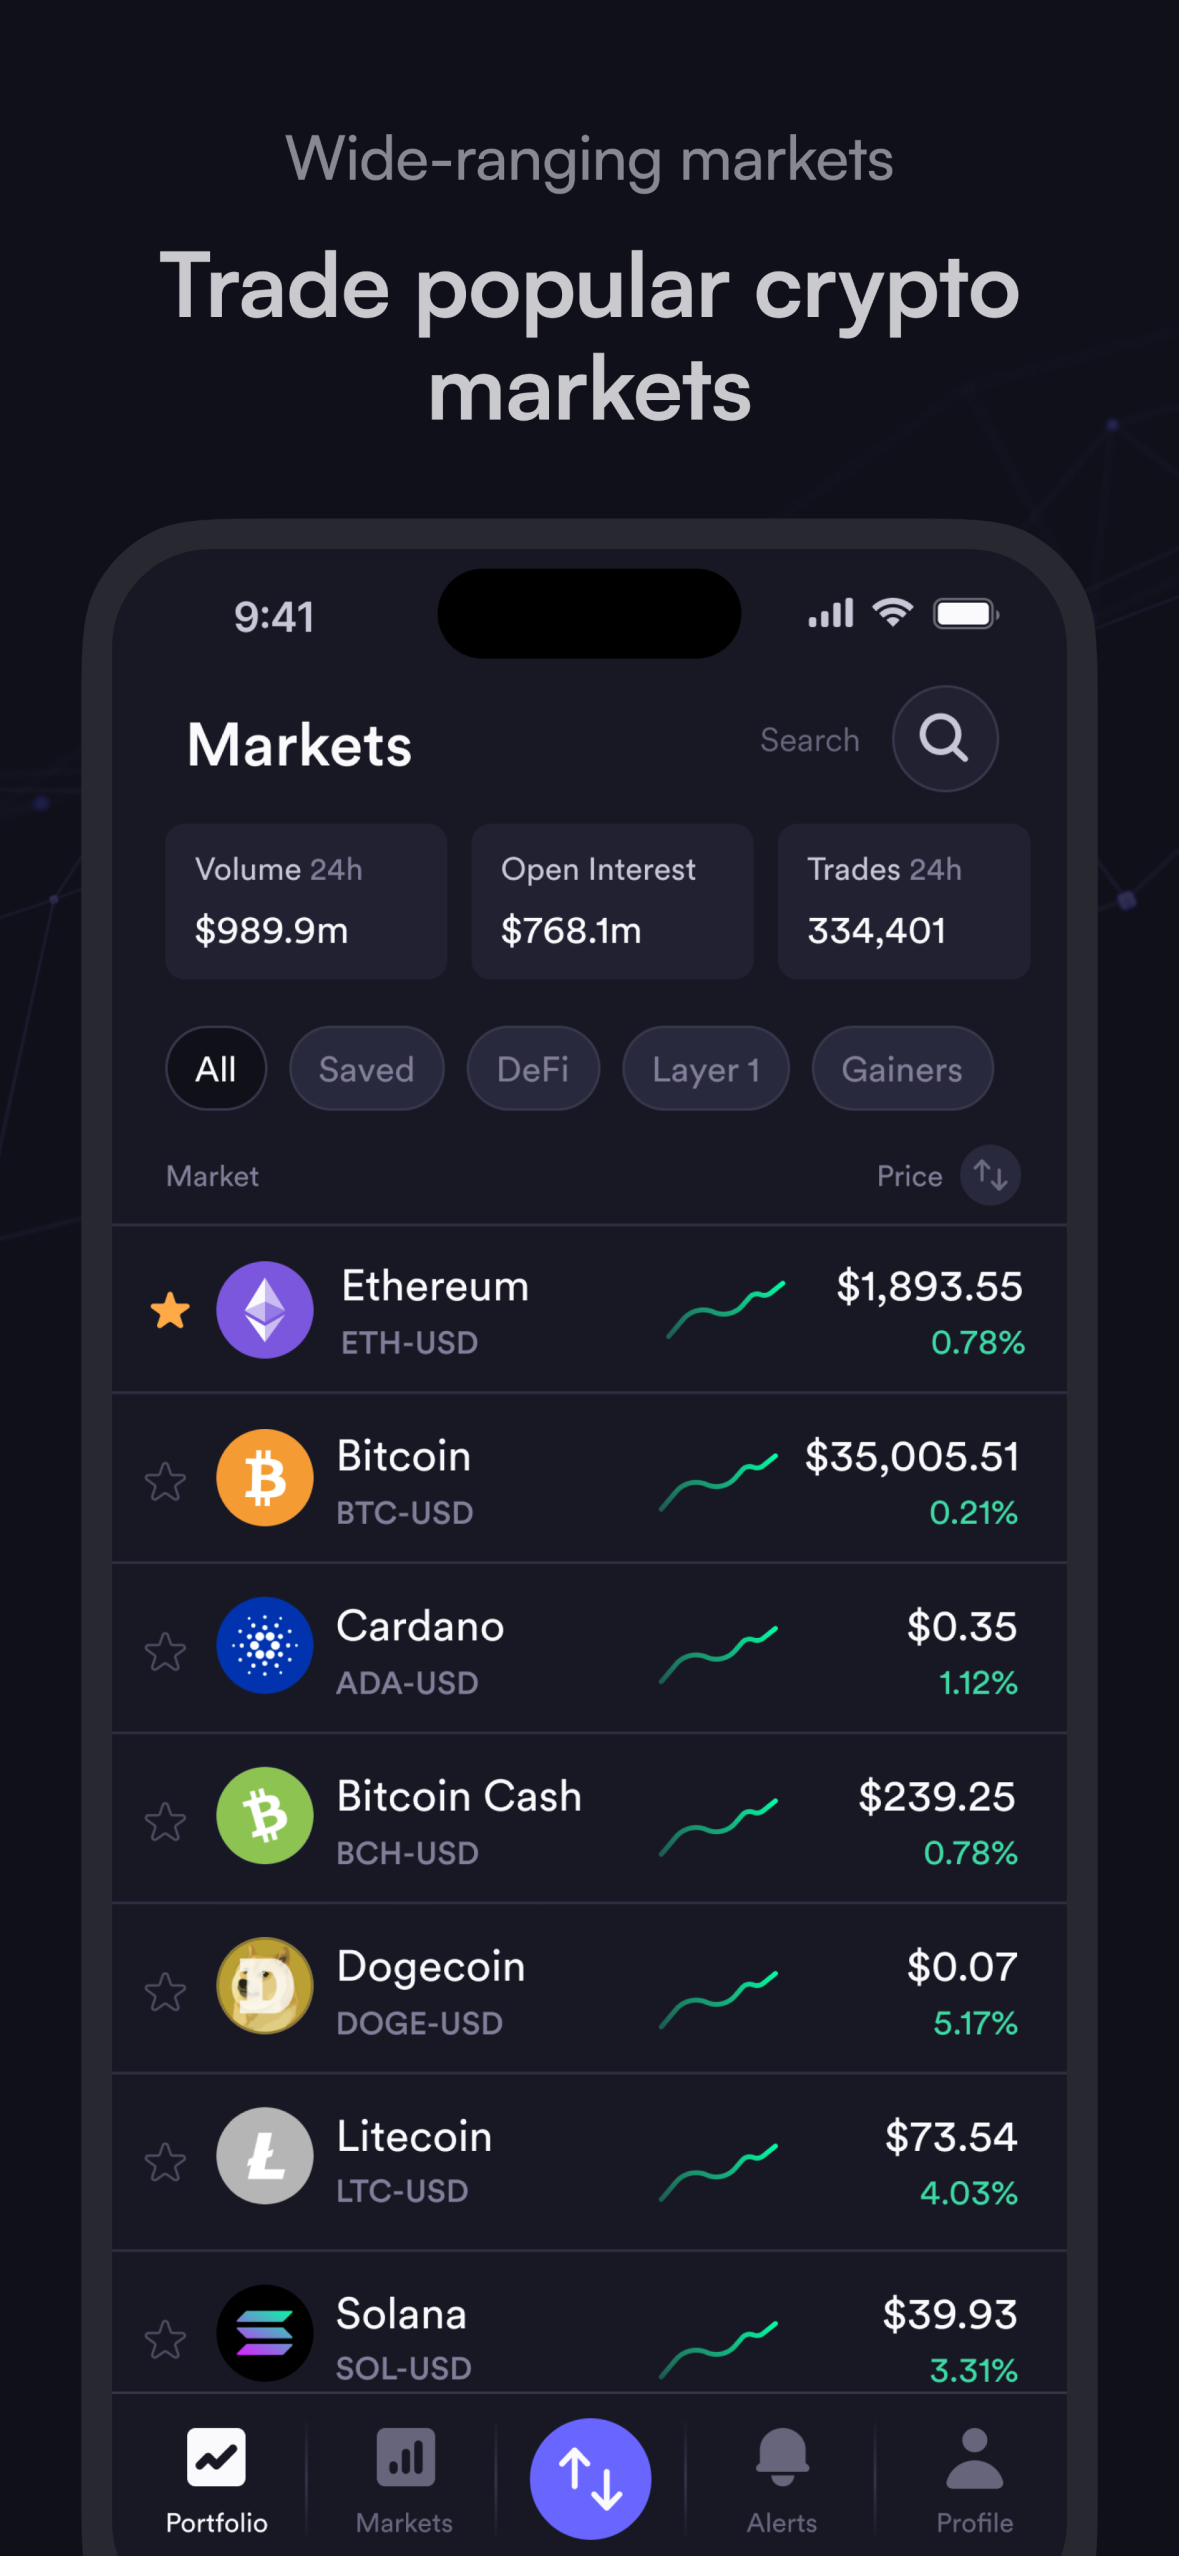 Wide-ranging markets
Trade popular crypto
markets
9:41
Markets
Search
Volume 24h
Open Interest
Trades 24h
$989.9m
$768.1m
334,401
All
Saved
DeFi
Layer 1
Gainers
Market
Price
Ethereum
$1,893.55
ETH-USD
0.78%
Bitcoin
$35,005.51
BTC-USD
0.21%
Cardano
$0.35
ADA-USD
1.12%
Bitcoin Cash
$239.25
BCH-USD
0.78%
Dogecoin
$0.07
DOGE-USD
5.17%
Litecoin
$73.54
LTC-USD
4.03%
Solana
$39.93
SOL-USD
3.31%
Portfolio
Markets
Alerts
Profile